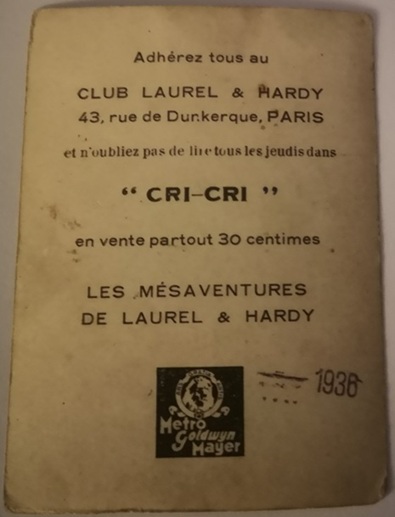 Adhérez tous au
CLUB LAUREL & HARDY
43, rue de Dunkerque, PARIS
et n'oubliez pas de lire tous les jeudis dans
“ CRI-CRI ”
en vente partout 30 centimes
LES MÉSAVENTURES
DE LAUREL & HARDY
Metro
Goldwyn
Mayer
1936